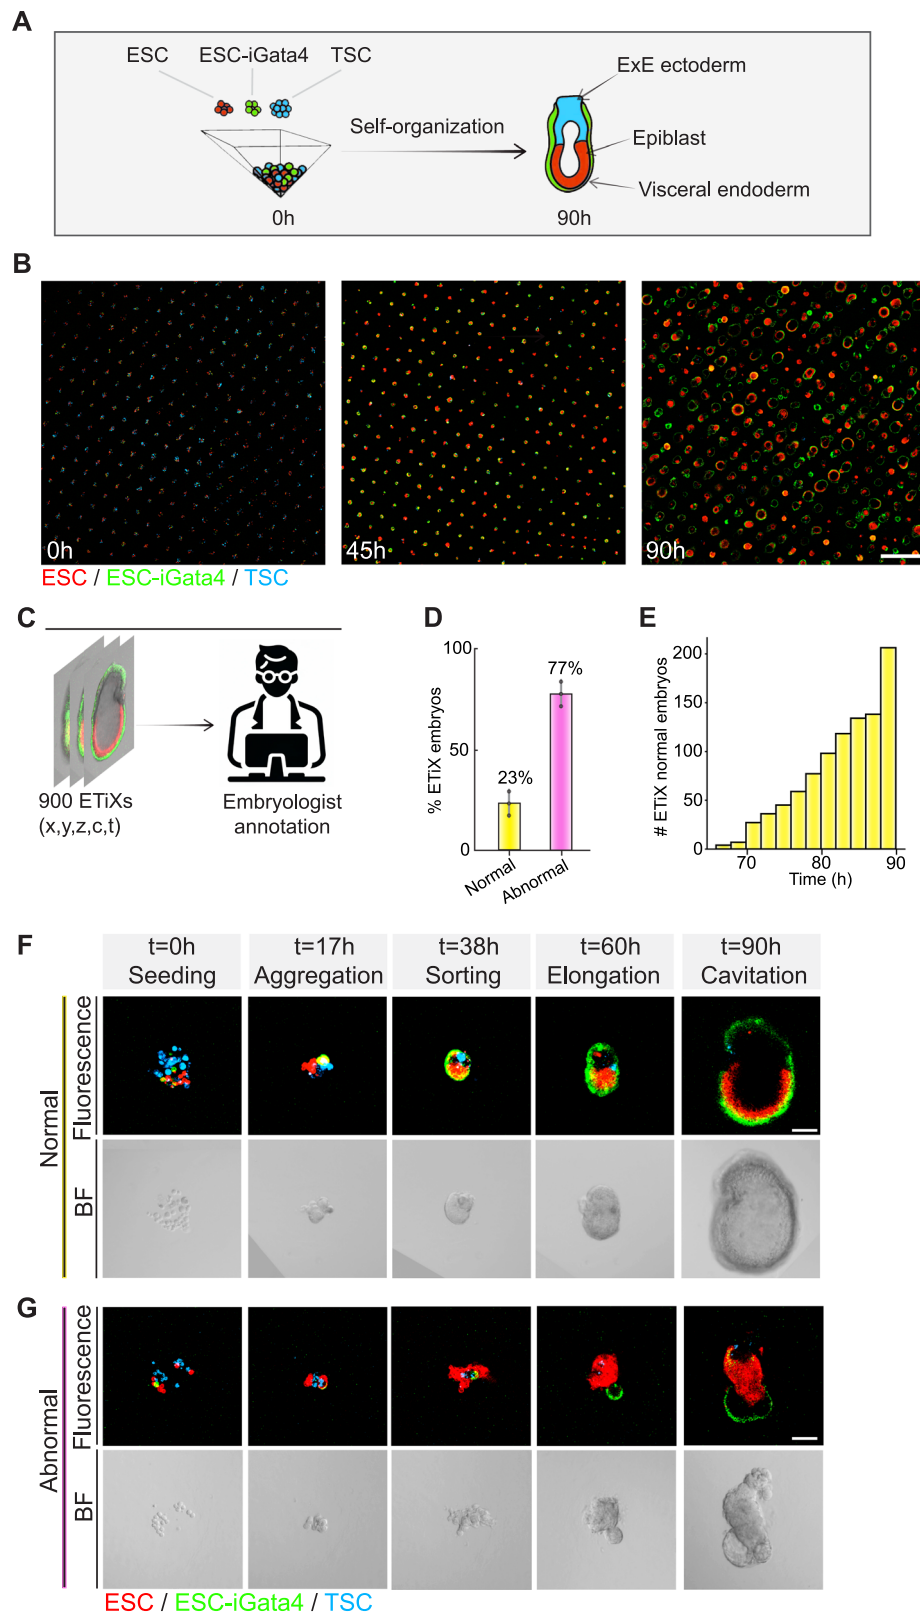 A
ESC
ESC-iGata4
TSC
Self-organization
ExE ectoderm
Epiblast
Visceral endoderm
0h
90h
B
0h
45h
90h
ESC / ESC-iGata4 / TSC
C
900 ETiXs
(x,y,z,c,t)
Embryologist
annotation
D
% ETiX embryos
100
50
0
23%
77%
Normal
Abnormal
E
# ETiX normal embryos
200
150
100
50
0
70
80
90
Time (h)
F
t=0h
Seeding
t=17h
Aggregation
t=38h
Sorting
t=60h
Elongation
t=90h
Cavitation
Normal
Fluorescence
BF
G
Abnormal
Fluorescence
BF
ESC / ESC-iGata4 / TSC